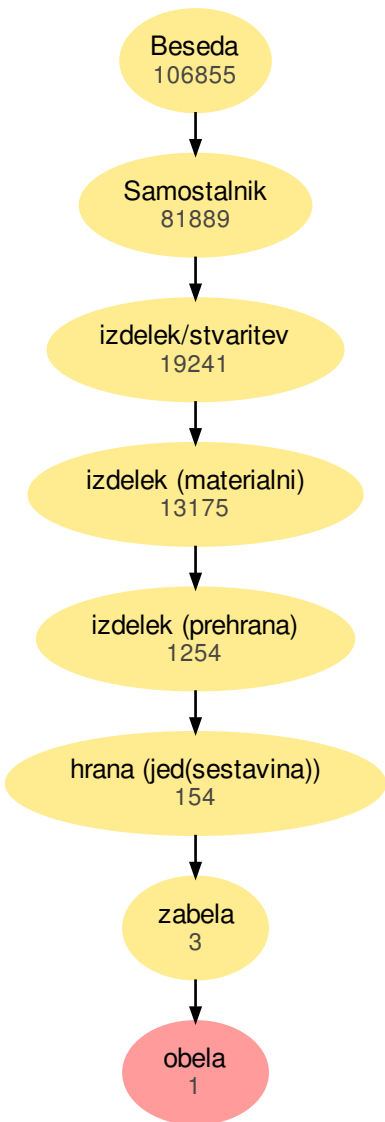 Beseda
106855
Samostalnik
81889
izdelek/stvaritev
19241
izdelek (materialni)
13175
izdelek (prehrana)
1254
hrana (jed(sestavina))
154
zabela
3
obela
1